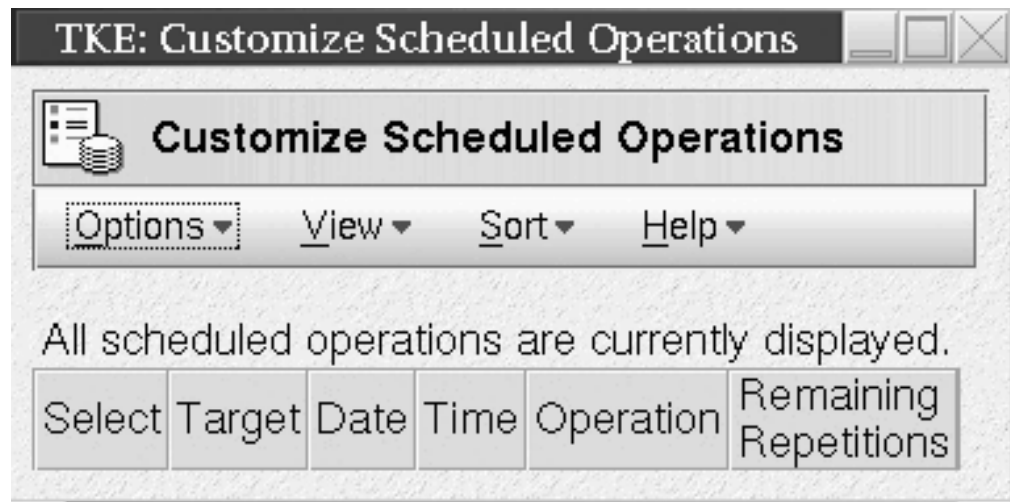 TKE: Customize Scheduled Operations
Customize Scheduled Operations
Options View Sort Help
All scheduled operations are currently displayed.
Select Target Date Time Operation Remaining Repetitions